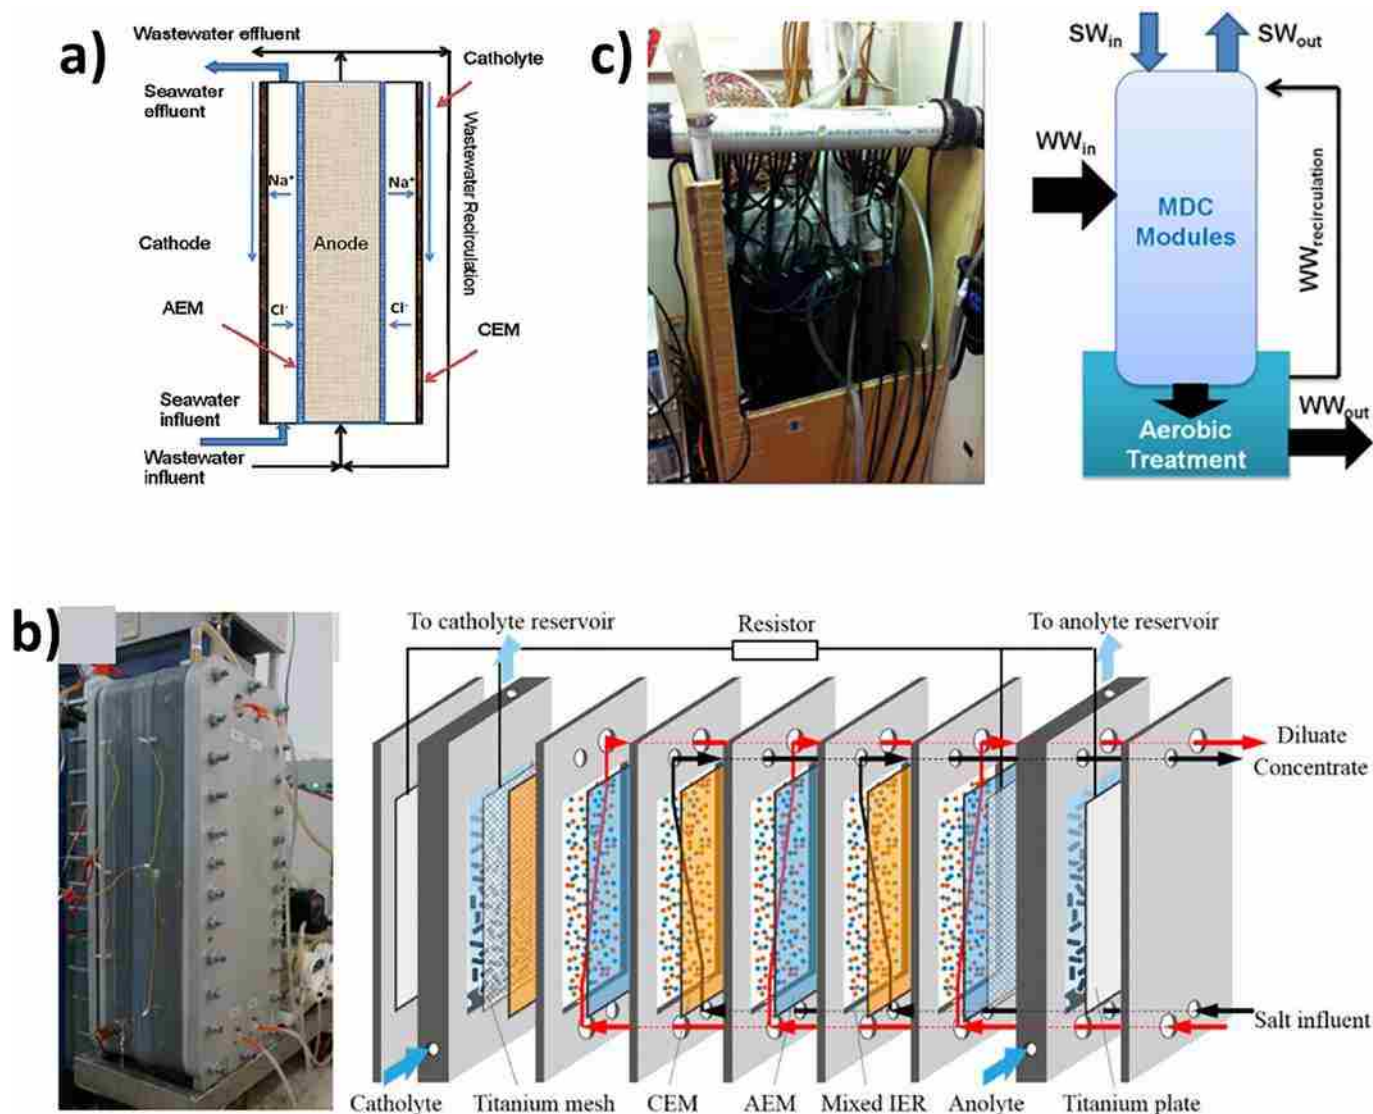 a)
Wastewater effluent
Catholyte
Seawater
effluent
Na⁺
Na⁺
Wastewater Recirculation
Cathode
Anode
AEM
Cl⁻
Cl⁻
CEM
Seawater
influent
Wastewater
influent
c)
SWin
SWout
WWin
MDC
Modules
WWrecirculation
WWout
Aerobic
Treatment
b)
To catholyte reservoir
Resistor
To anolyte reservoir
Diluate
Concentrate
Salt influent
Catholyte
Titanium mesh
CEM
AEM
Mixed IER
Anolyte
Titanium plate